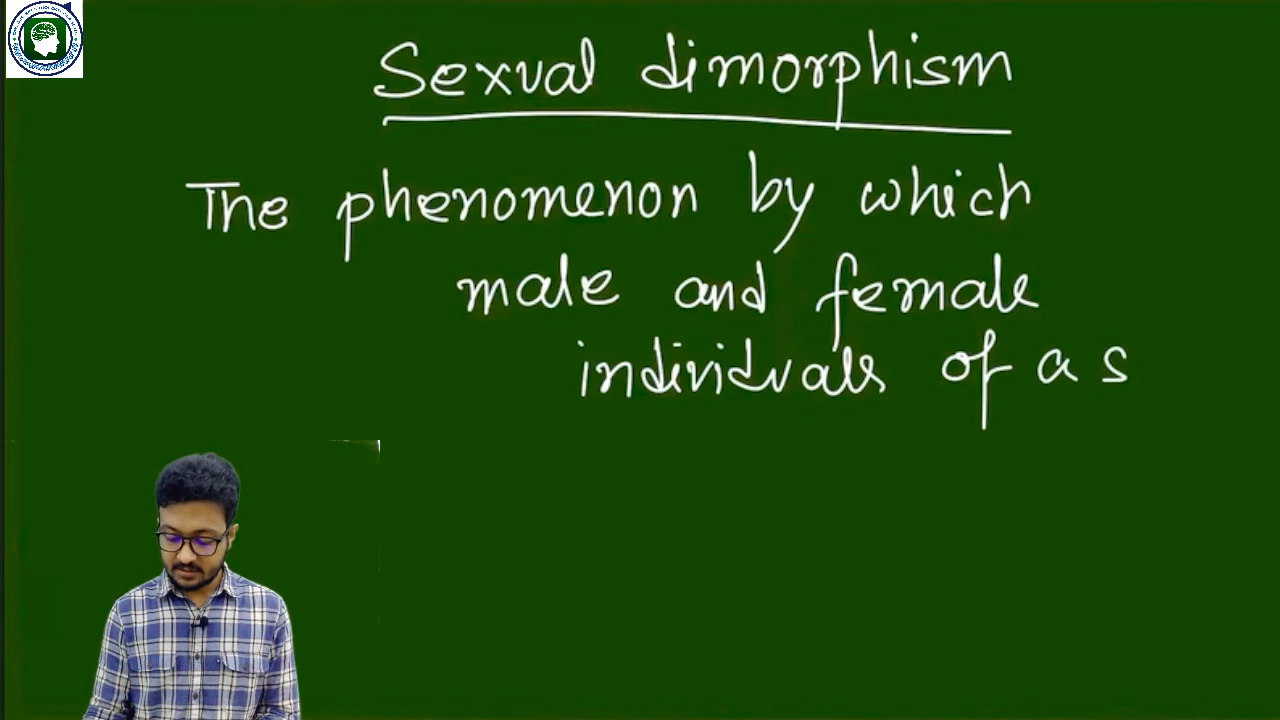 Sexual dimorphism
The phenomenon by which
male and female
individuals of a s